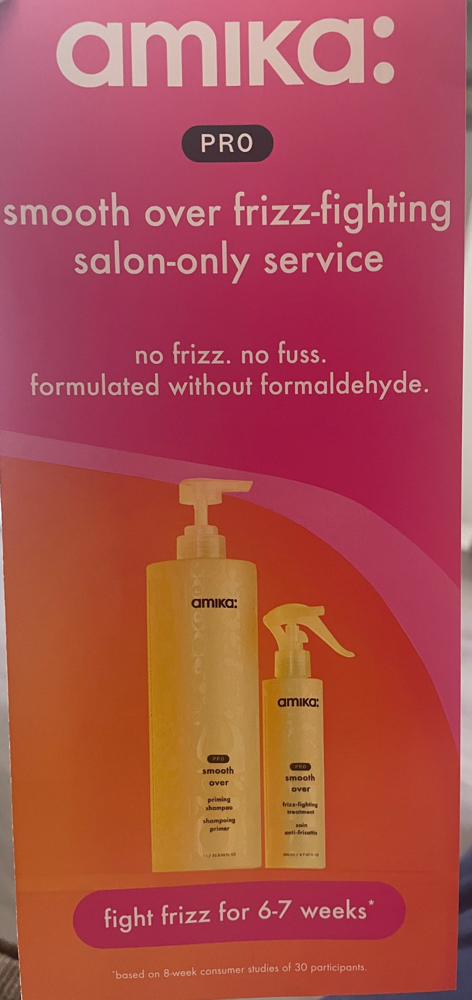 amika:
PRO
smooth over frizz-fighting
salon-only service
no frizz. no fuss.
formulated without formaldehyde.
amika:
PRO
smooth
over
priming
shampoo
shampoing
primer
amika:
PRO
smooth
over
frizz-fighting
treatment
soin
anti-frisottis
fight frizz for 6-7 weeks*
*based on 8-week consumer studies of 30 participants.